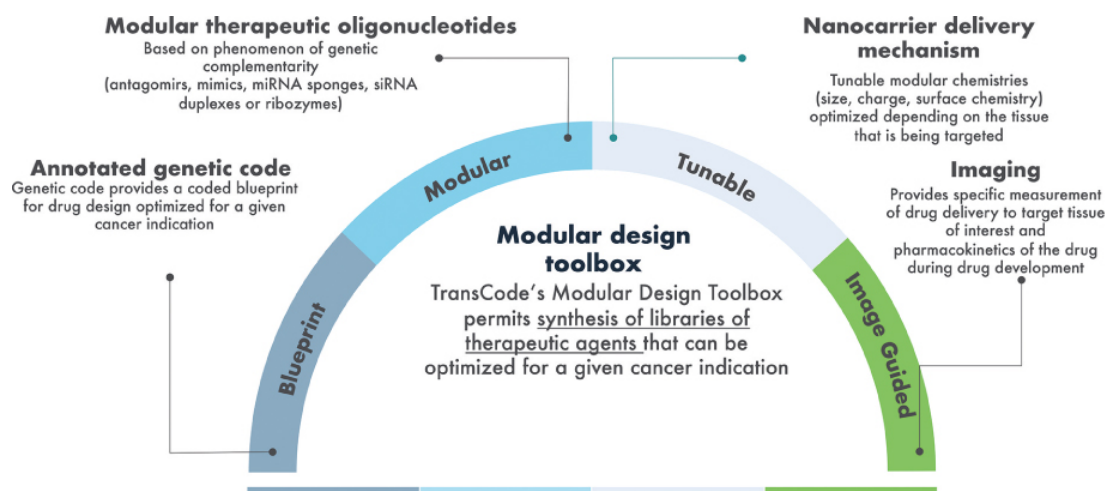 Modular therapeutic oligonucleotides
Based on phenomenon of genetic
complementarity
(antagomirs, mimics, miRNA sponges, siRNA
duplexes or ribozymes)
Nanocarrier delivery
mechanism
Tunable modular chemistries
(size, charge, surface chemistry)
optimized depending on the tissue
that is being targeted
Annotated genetic code
Genetic code provides a coded blueprint
for drug design optimized for a given
cancer indication
Imaging
Provides specific measurement
of drug delivery to target tissue
of interest and
pharmacokinetics of the drug
during drug development
Blueprint
Modular
Tunable
Image Guided
Modular design
toolbox
TransCode's Modular Design Toolbox
permits synthesis of libraries of
therapeutic agents that can be
optimized for a given cancer indication